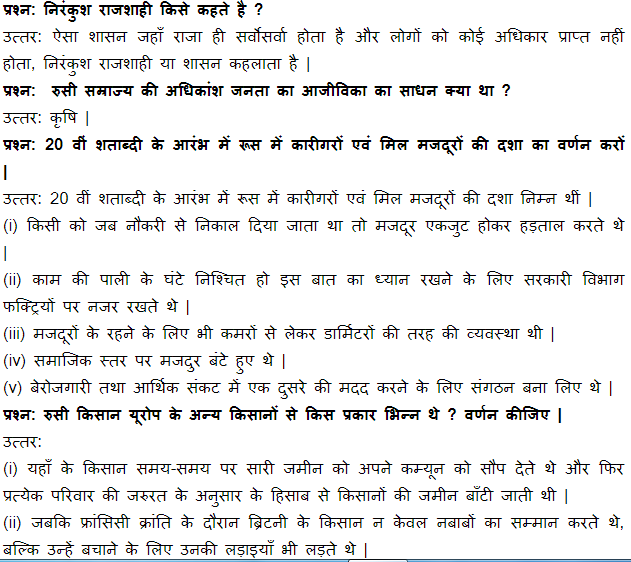 प्रश्न: निरंकुश राजशाही किसे कहते है ?
उत्तर: ऐसा शासन जहाँ राजा ही सर्वोसर्वा होता है और लोगों को कोई अधिकार प्राप्त नहीं
होता, निरंकुश राजशाही या शासन कहलाता है |
प्रश्न: रुसी सम्राज्य की अधिकांश जनता का आजीविका का साधन क्या था ?
उत्तर: कृषि |
प्रश्न: 20 वीं शताब्दी के आरंभ में रूस में कारीगरों एवं मिल मजदूरों की दशा का वर्णन करों
|
उत्तर: 20 वीं शताब्दी के आरंभ में रूस में कारीगरों एवं मिल मजदूरों की दशा निम्न थीं |
(i) किसी को जब नौकरी से निकाल दिया जाता था तो मजदूर एकजुट होकर हड़ताल करते थे
|
(ii) काम की पाली के घंटे निश्चित हो इस बात का ध्यान रखने के लिए सरकारी विभाग
फक्ट्रियों पर नजर रखते थे |
(iii) मजदूरों के रहने के लिए भी कमरों से लेकर डार्मिटरों की तरह की व्यवस्था थी |
(iv) समाजिक स्तर पर मजदुर बंटे हुए थे |
(v) बेरोजगारी तथा आर्थिक संकट में एक दुसरे की मदद करने के लिए संगठन बना लिए थे |
प्रश्न: रुसी किसान यूरोप के अन्य किसानों से किस प्रकार भिन्न थे ? वर्णन कीजिए |
उत्तर:
(i) यहाँ के किसान समय-समय पर सारी जमीन को अपने कम्यून को सौप देते थे और फिर
प्रत्येक परिवार की जरुरत के अनुसार के हिसाब से किसानों की जमीन बाँटी जाती थी |
(ii) जबकि फ्रांसिसी क्रांति के दौरान ब्रिटनी के किसान न केवल नबाबों का सम्मान करते थे,
बल्कि उन्हें बचाने के लिए उनकी लड़ाइयाँ भी लड़ते थे |